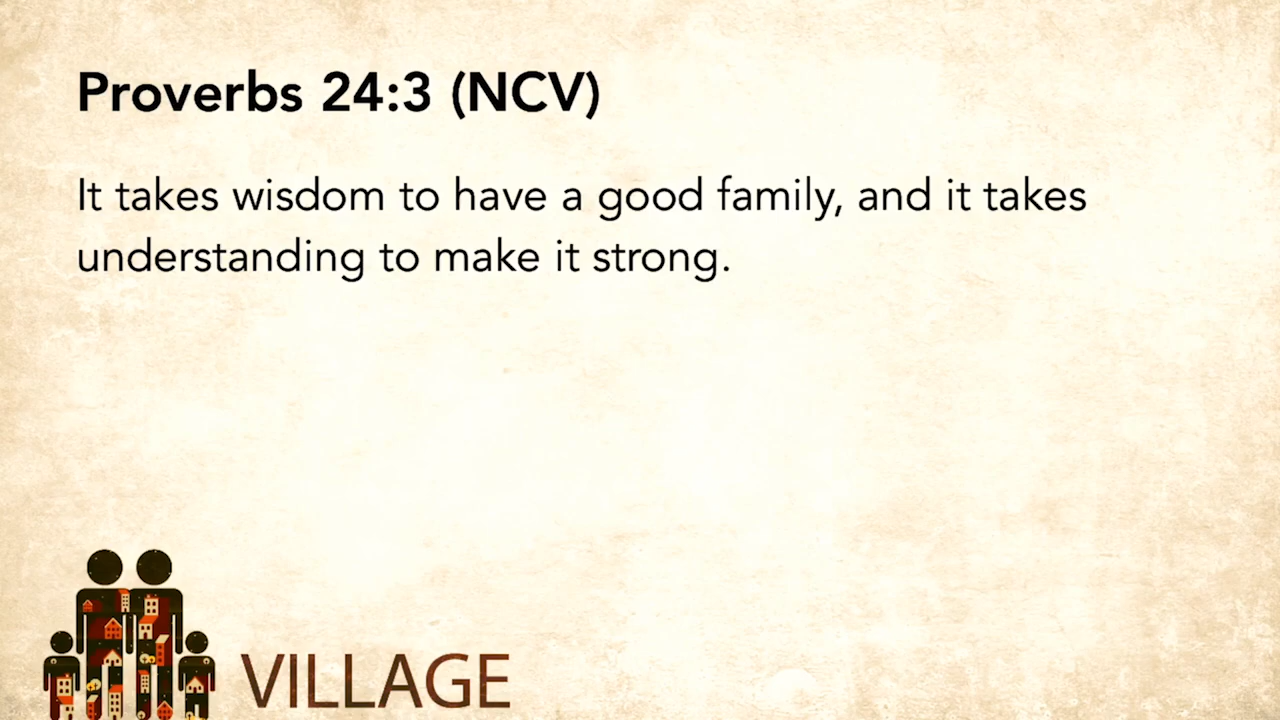 Proverbs 24:3 (NCV)
It takes wisdom to have a good family, and it takes
understanding to make it strong.
VILLAGE